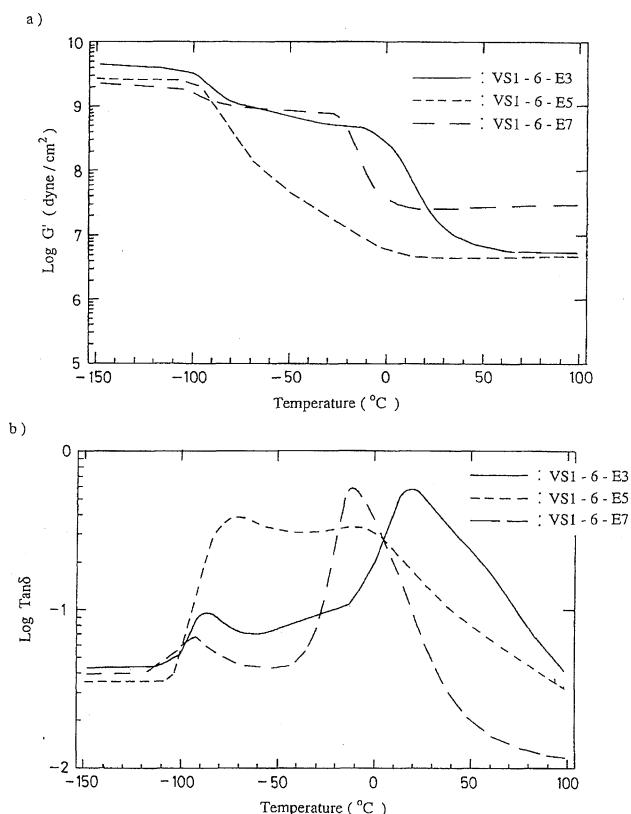 a)
10
9
8
7
6
5
Log G' (dyne/cm²)
: VS1 - 6 - E3
: VS1 - 6 - E5
: VS1 - 6 - E7
-150 -100 -50 0 50 100
Temperature (°C)
b)
0
-1
-2
Log Tanδ
: VS1 - 6 - E3
: VS1 - 6 - E5
: VS1 - 6 - E7
-150 -100 -50 0 50 100
Temperature (°C)